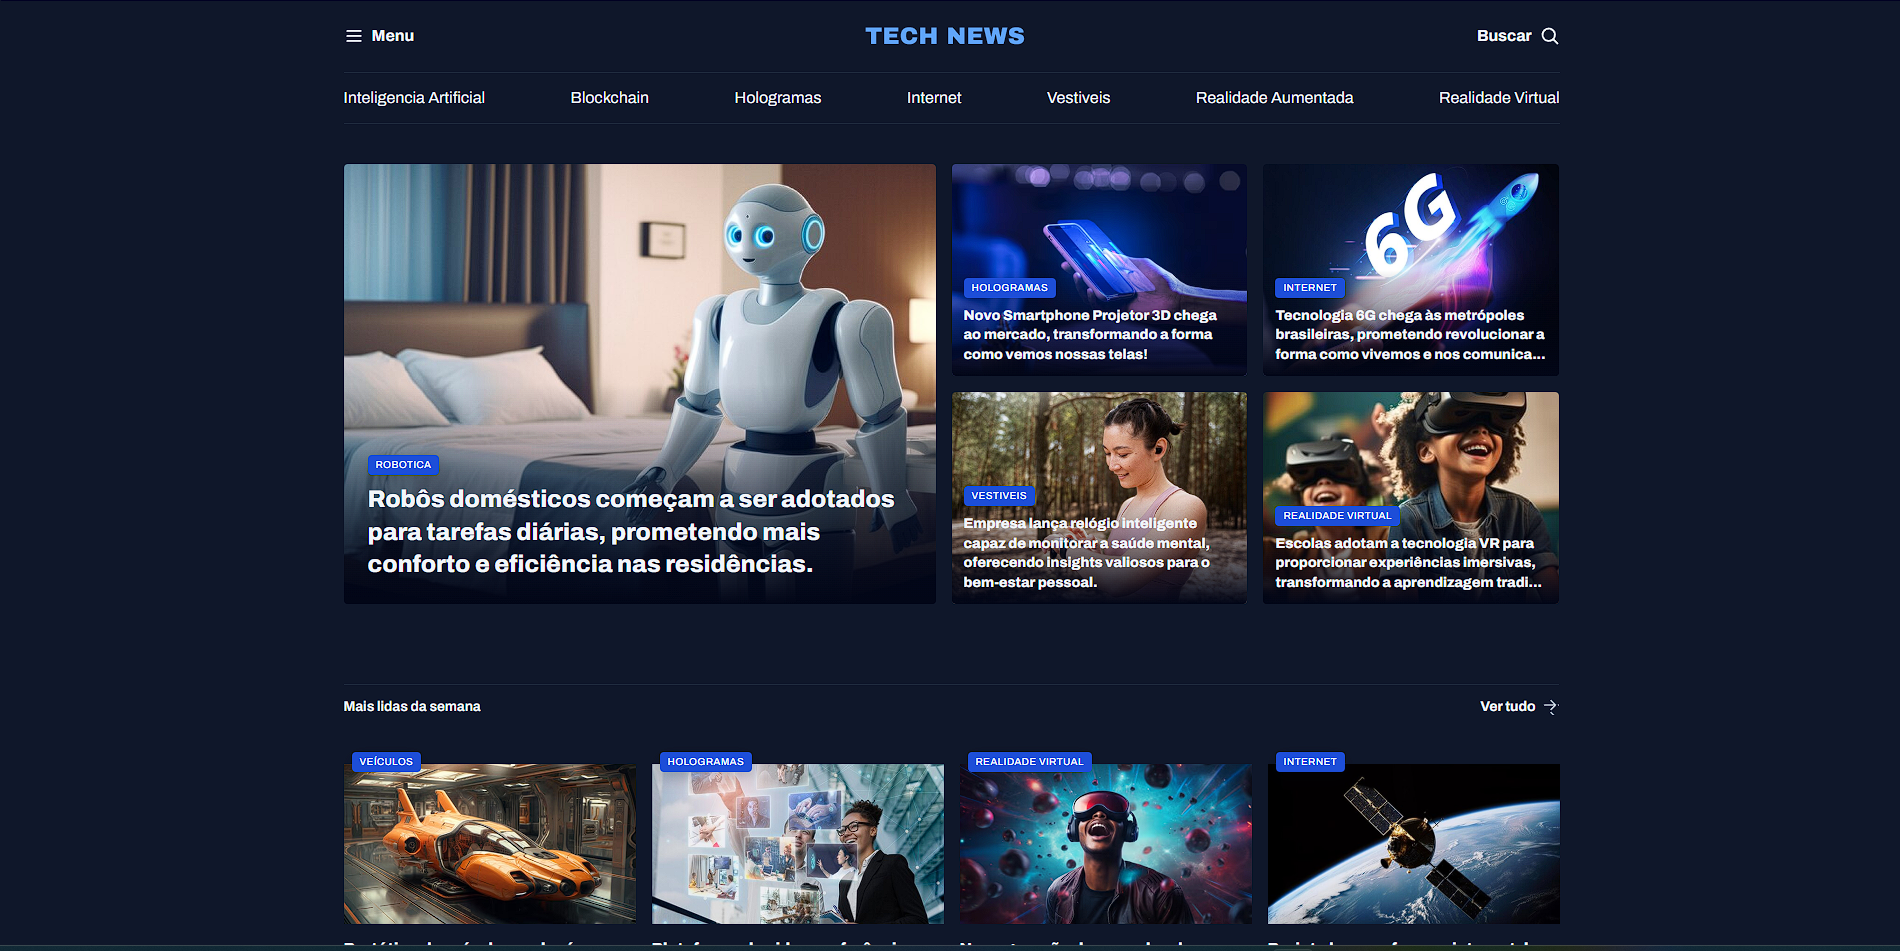 Menu
TECH NEWS
Buscar
Inteligencia Artificial
Blockchain
Hologramas
Internet
Vestiveis
Realidade Aumentada
Realidade Virtual
ROBOTICA
Robôs domésticos começam a ser adotados
para tarefas diárias, prometendo mais
conforto e eficiência nas residências.
HOLOGRAMAS
Novo Smartphone Projetor 3D chega
ao mercado, transformando a forma
como vemos nossas telas!
6G
INTERNET
Tecnologia 6G chega às metrópoles
brasileiras, prometendo revolucionar a
forma como vivemos e nos comunica...
VESTIVEIS
Empresa lança relógio inteligente
capaz de monitorar a saúde mental,
oferecendo insights valiosos para o
bem-estar pessoal.
REALIDADE VIRTUAL
Escolas adotam a tecnologia VR para
proporcionar experiências imersivas,
transformando a aprendizagem tradi...
Mais lidas da semana
Ver tudo
VEÍCULOS
HOLOGRAMAS
REALIDADE VIRTUAL
INTERNET